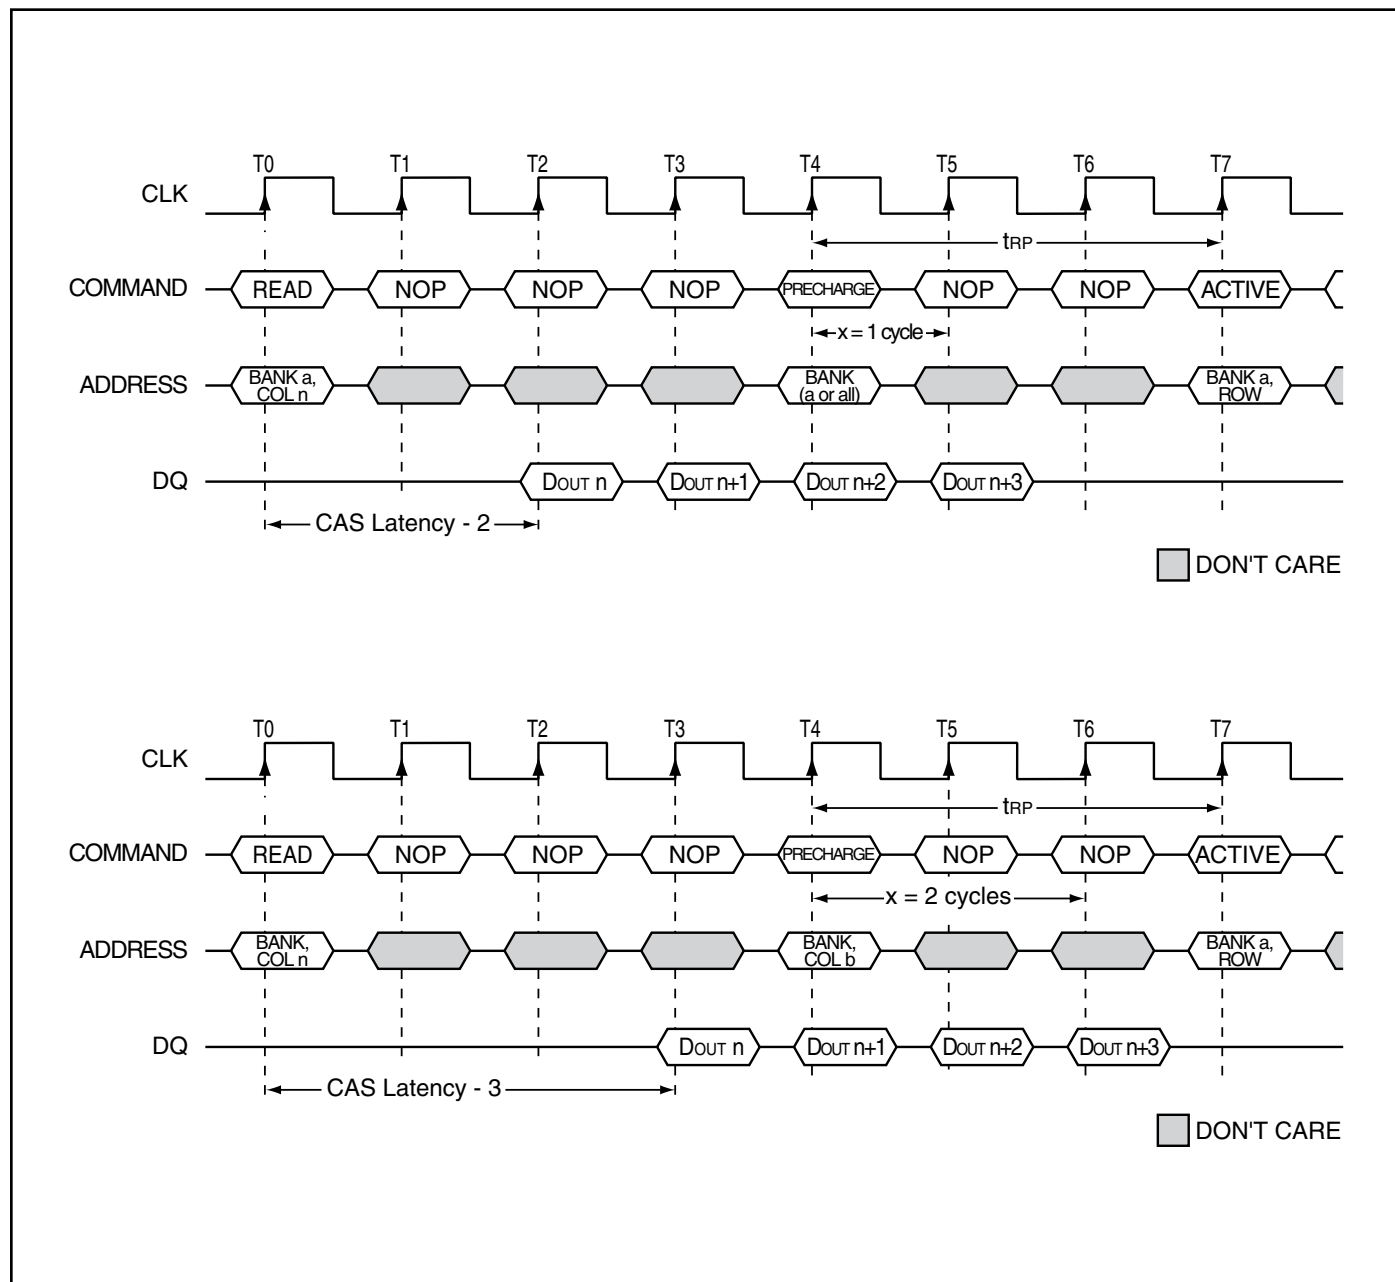 T0 T1 T2 T3 T4 T5 T6 T7
CLK
tRP
COMMAND READ NOP NOP NOP PRECHARGE NOP NOP ACTIVE
x = 1 cycle
ADDRESS BANK a, COL n BANK (a or all) BANK a, ROW
DQ DOUT n DOUT n+1 DOUT n+2 DOUT n+3
CAS Latency - 2
DON'T CARE
T0 T1 T2 T3 T4 T5 T6 T7
CLK
tRP
COMMAND READ NOP NOP NOP PRECHARGE NOP NOP ACTIVE
x = 2 cycles
ADDRESS BANK, COL n BANK, COL b BANK a, ROW
DQ DOUT n DOUT n+1 DOUT n+2 DOUT n+3
CAS Latency - 3
DON'T CARE